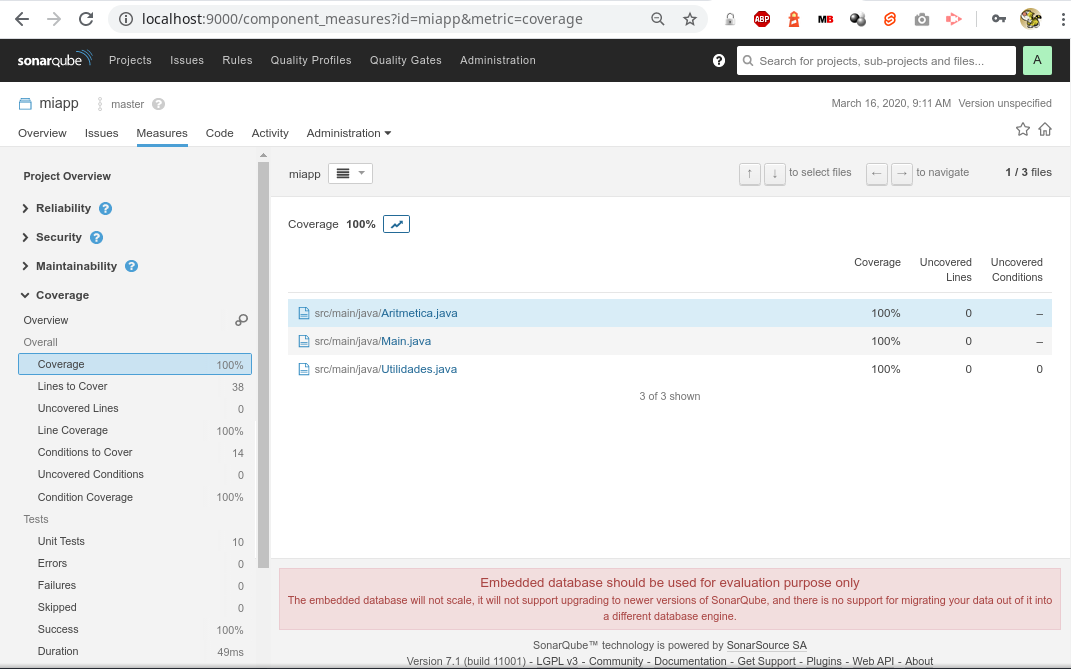 localhost:9000/component_measures?id=miapp&metric=coverage
ABP
MB
sonarqube
Projects Issues Rules Quality Profiles Quality Gates Administration
?
Search for projects, sub-projects and files...
A
miapp master ?
March 16, 2020, 9:11 AM Version unspecified
Overview Issues Measures Code Activity Administration
Project Overview
Reliability ?
Security ?
Maintainability ?
Coverage
Overview
Overall
Coverage 100%
Lines to Cover 38
Uncovered Lines 0
Line Coverage 100%
Conditions to Cover 14
Uncovered Conditions 0
Condition Coverage 100%
Tests
Unit Tests 10
Errors 0
Failures 0
Skipped 0
Success 100%
Duration 49ms
miapp
↑ ↓ to select files ← → to navigate 1 / 3 files
Coverage 100%
Coverage Uncovered Lines Uncovered Conditions
src/main/java/Aritmetica.java 100% 0 –
src/main/java/Main.java 100% 0 –
src/main/java/Utilidades.java 100% 0 0
3 of 3 shown
Embedded database should be used for evaluation purpose only
The embedded database will not scale, it will not support upgrading to newer versions of SonarQube, and there is no support for migrating your data out of it into
a different database engine.
SonarQube™ technology is powered by SonarSource SA
Version 7.1 (build 11001) - LGPL v3 - Community - Documentation - Get Support - Plugins - Web API - About